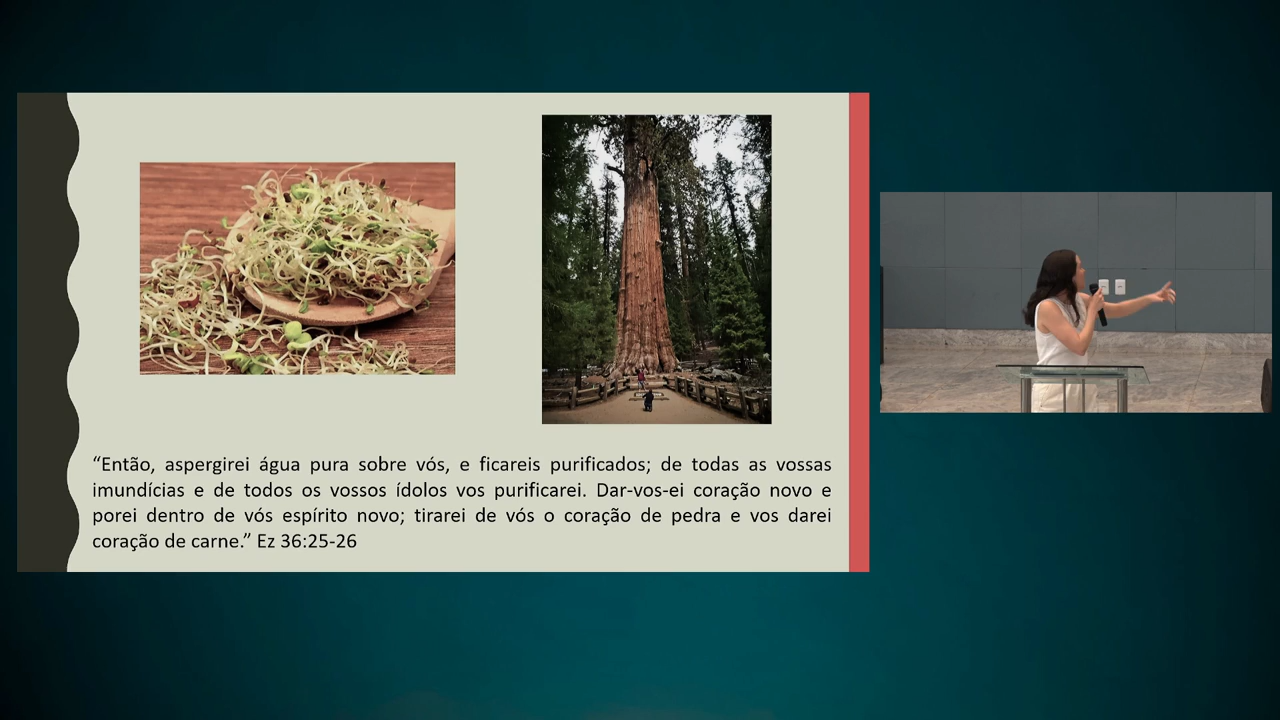 “Então, aspergirei água pura sobre vós, e ficareis purificados; de todas as vossas
imundícias e de todos os vossos ídolos vos purificarei. Dar-vos-ei coração novo e
porei dentro de vós espírito novo; tirarei de vós o coração de pedra e vos darei
coração de carne.” Ez 36:25-26